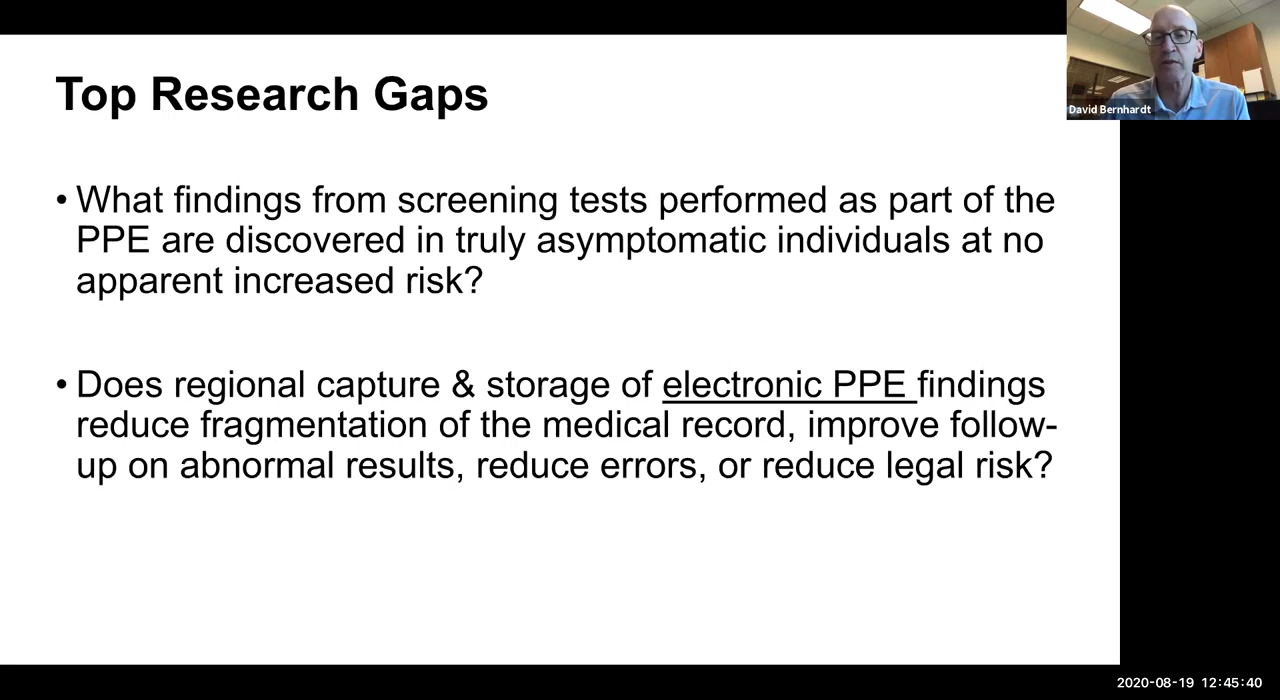 Top Research Gaps
• What findings from screening tests performed as part of the
PPE are discovered in truly asymptomatic individuals at no
apparent increased risk?
• Does regional capture & storage of electronic PPE findings
reduce fragmentation of the medical record, improve follow-
up on abnormal results, reduce errors, or reduce legal risk?
David Bernhardt
2020-08-19 12:45:40